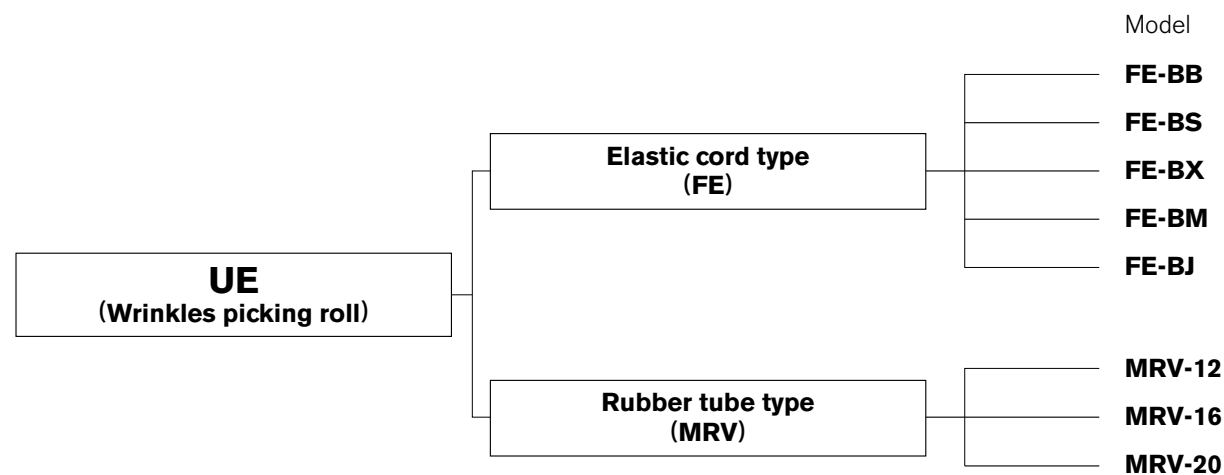 Model
FE-BB
FE-BS
FE-BX
FE-BM
FE-BJ
Elastic cord type
(FE)
UE
(Wrinkles picking roll)
Rubber tube type
(MRV)
MRV-12
MRV-16
MRV-20